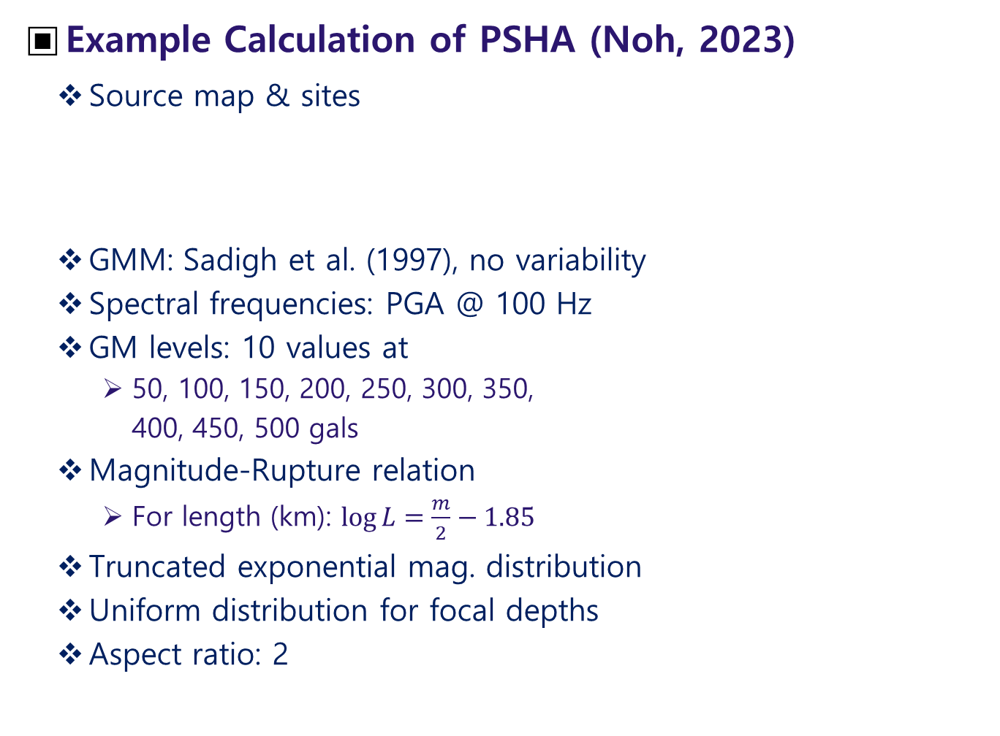 ▣ Example Calculation of PSHA (Noh, 2023)
❖ Source map & sites
❖ GMM: Sadigh et al. (1997), no variability
❖ Spectral frequencies: PGA @ 100 Hz
❖ GM levels: 10 values at
➢ 50, 100, 150, 200, 250, 300, 350,
400, 450, 500 gals
❖ Magnitude-Rupture relation
➢ For length (km): log L = m/2 − 1.85
❖ Truncated exponential mag. distribution
❖ Uniform distribution for focal depths
❖ Aspect ratio: 2